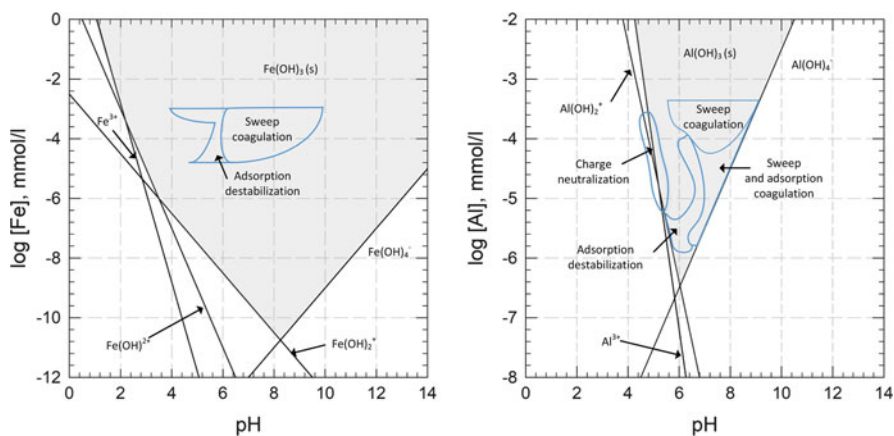 0
-2
-4
-6
-8
-10
-12
log [Fe], mmol/l
0
2
4
6
8
10
12
14
pH
Fe(OH)₃ (s)
Fe³⁺
Sweep
coagulation
Adsorption
destabilization
Fe(OH)₄⁻
Fe(OH)²⁺
Fe(OH)₂⁺
-2
-3
-4
-5
-6
-7
-8
log [Al], mmol/l
0
2
4
6
8
10
12
14
pH
Al(OH)₃ (s)
Al(OH)₄⁻
Al(OH)₂⁺
Sweep
coagulation
Charge
neutralization
Sweep
and adsorption
coagulation
Adsorption
destabilization
Al³⁺